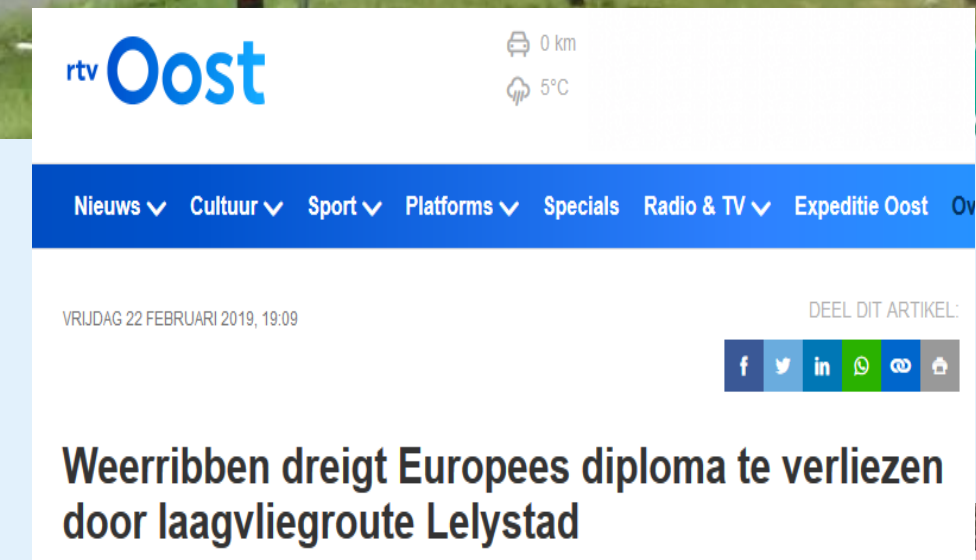 rtv Oost
0 km
5°C
Nieuws Cultuur Sport Platforms Specials Radio & TV Expeditie Oost Ov
VRIJDAG 22 FEBRUARI 2019, 19:09
DEEL DIT ARTIKEL:
Weerribben dreigt Europees diploma te verliezen
door laagvliegroute Lelystad